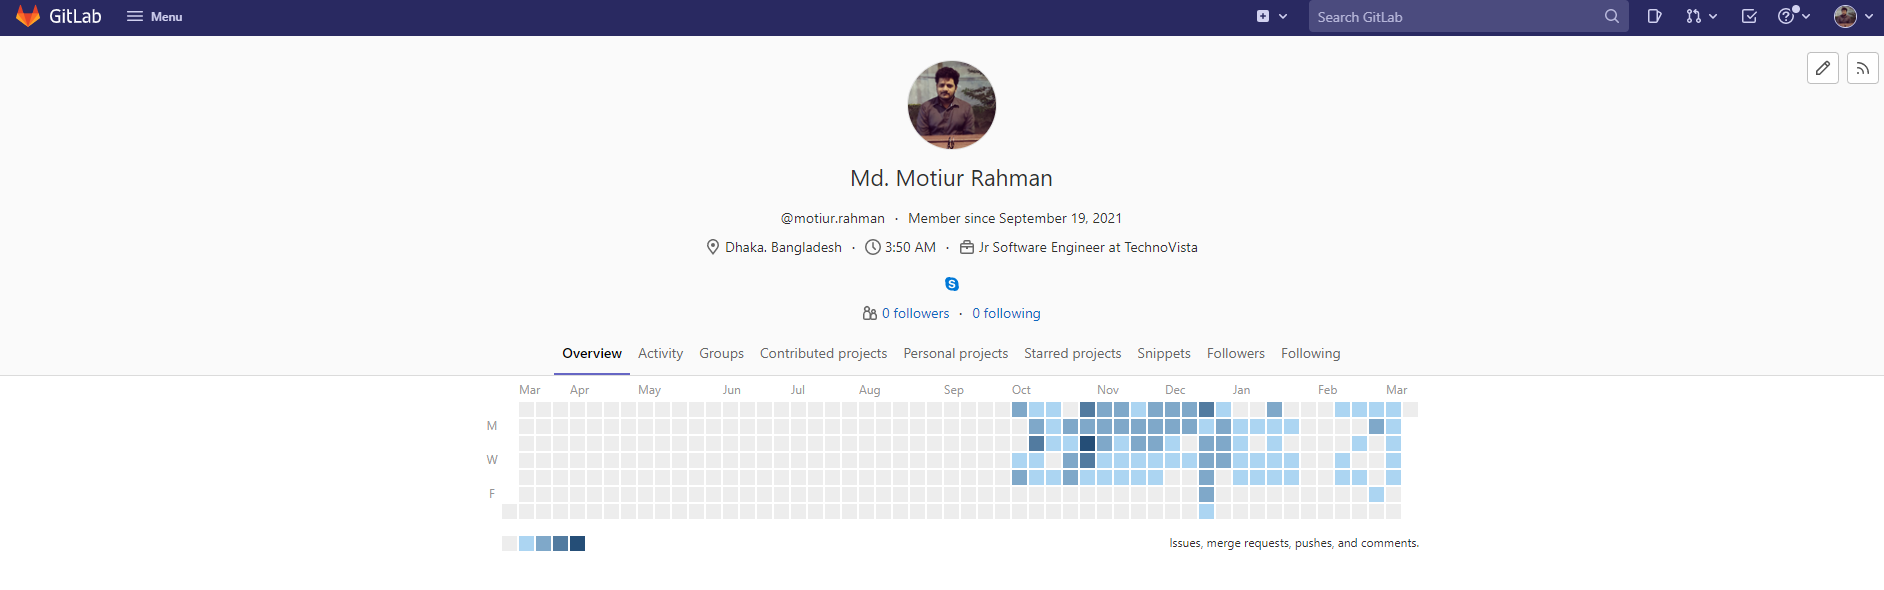 GitLab Menu Search GitLab
Md. Motiur Rahman
@motiur.rahman · Member since September 19, 2021
Dhaka. Bangladesh · 3:50 AM · Jr Software Engineer at TechnoVista
S
0 followers · 0 following
Overview Activity Groups Contributed projects Personal projects Starred projects Snippets Followers Following
Mar Apr May Jun Jul Aug Sep Oct Nov Dec Jan Feb Mar
M
W
F
Issues, merge requests, pushes, and comments.